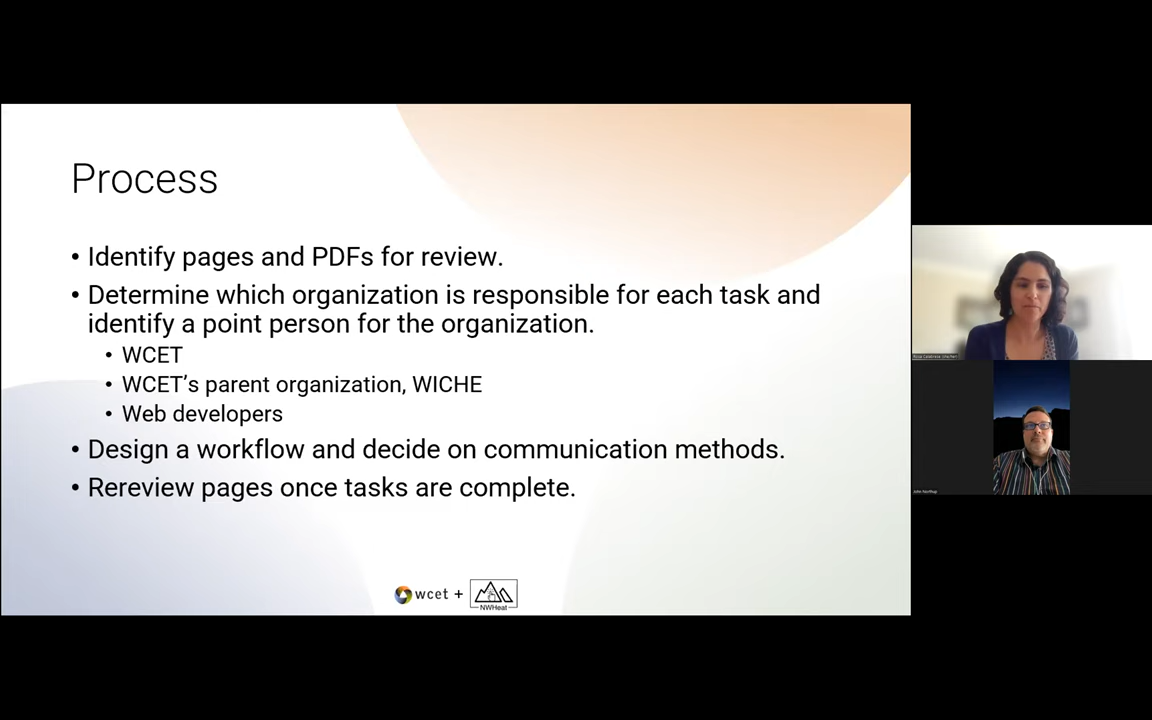 Process
• Identify pages and PDFs for review.
• Determine which organization is responsible for each task and
identify a point person for the organization.
• WCET
• WCET’s parent organization, WICHE
• Web developers
• Design a workflow and decide on communication methods.
• Rereview pages once tasks are complete.
wcet +
NWHeat
John Northup